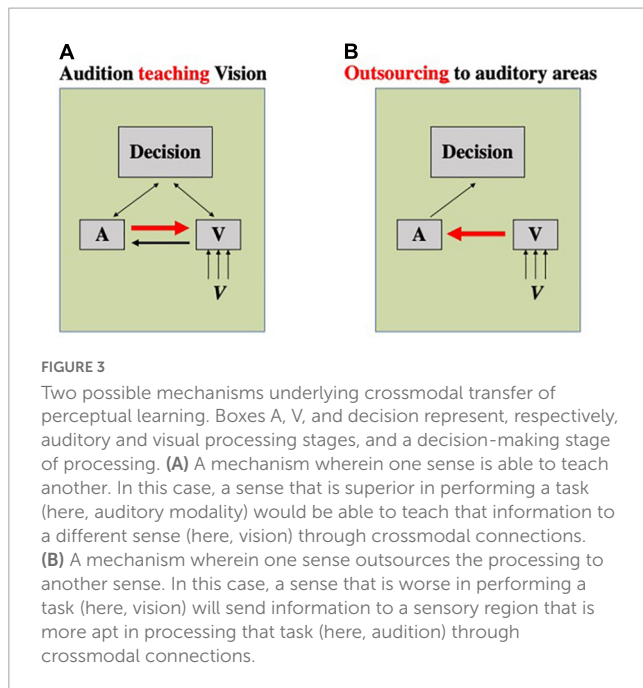 A
Audition teaching Vision
Decision
A
V
V
B
Outsourcing to auditory areas
Decision
A
V
V
FIGURE 3
Two possible mechanisms underlying crossmodal transfer of
perceptual learning. Boxes A, V, and decision represent, respectively,
auditory and visual processing stages, and a decision-making stage
of processing. (A) A mechanism wherein one sense is able to teach
another. In this case, a sense that is superior in performing a task
(here, auditory modality) would be able to teach that information to
a different sense (here, vision) through crossmodal connections.
(B) A mechanism wherein one sense outsources the processing to
another sense. In this case, a sense that is worse in performing a
task (here, vision) will send information to a sensory region that is
more apt in processing that task (here, audition) through
crossmodal connections.